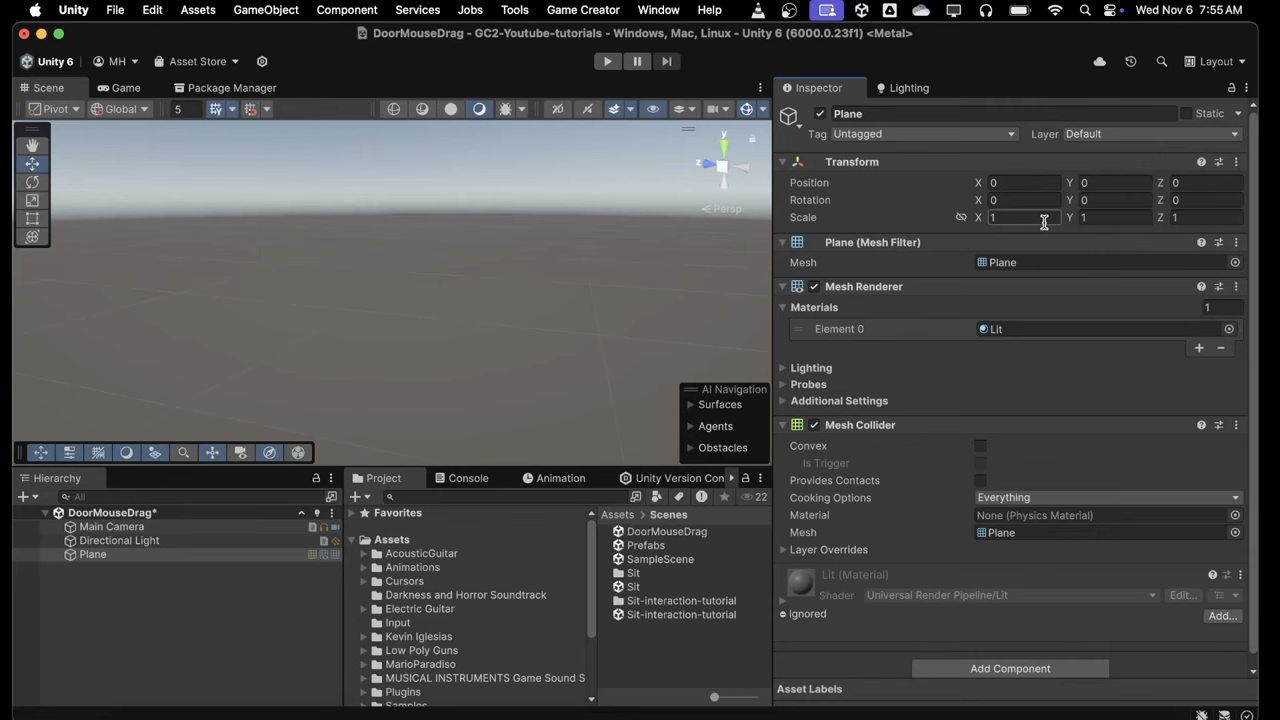 Unity File Edit Assets GameObject Component Services Jobs Tools Game Creator Window Help Wed Nov 6 7:55 AM
DoorMouseDrag - GC2-Youtube-tutorials - Windows, Mac, Linux - Unity 6 (6000.0.23f1) <Metal>
Unity 6 MH Asset Store Layout
Scene Game Package Manager
Pivot Global 5 2D
y
z
Persp
AI Navigation
Surfaces
Agents
Obstacles
Inspector Lighting
Plane Static
Tag Untagged Layer Default
Transform
Position X 0 Y 0 Z 0
Rotation X 0 Y 0 Z 0
Scale X 1 Y 1 Z 1
Plane (Mesh Filter)
Mesh Plane
Mesh Renderer
Materials 1
Element 0 Lit
Lighting
Probes
Additional Settings
Mesh Collider
Convex
Is Trigger
Provides Contacts
Cooking Options Everything
Material None (Physics Material)
Mesh Plane
Layer Overrides
Lit (Material)
Shader Universal Render Pipeline/Lit Edit...
Ignored Add...
Add Component
Asset Labels
Hierarchy
All
DoorMouseDrag*
Main Camera
Directional Light
Plane
Project Console Animation Unity Version Con
22
Favorites
Assets
AcousticGuitar
Animations
Cursors
Darkness and Horror Soundtrack
Electric Guitar
Input
Kevin Iglesias
Low Poly Guns
MarioParadiso
MUSICAL INSTRUMENTS Game Sound S
Plugins
Samples
Assets Scenes
DoorMouseDrag
Prefabs
SampleScene
Sit
Sit
Sit-interaction-tutorial
Sit-interaction-tutorial